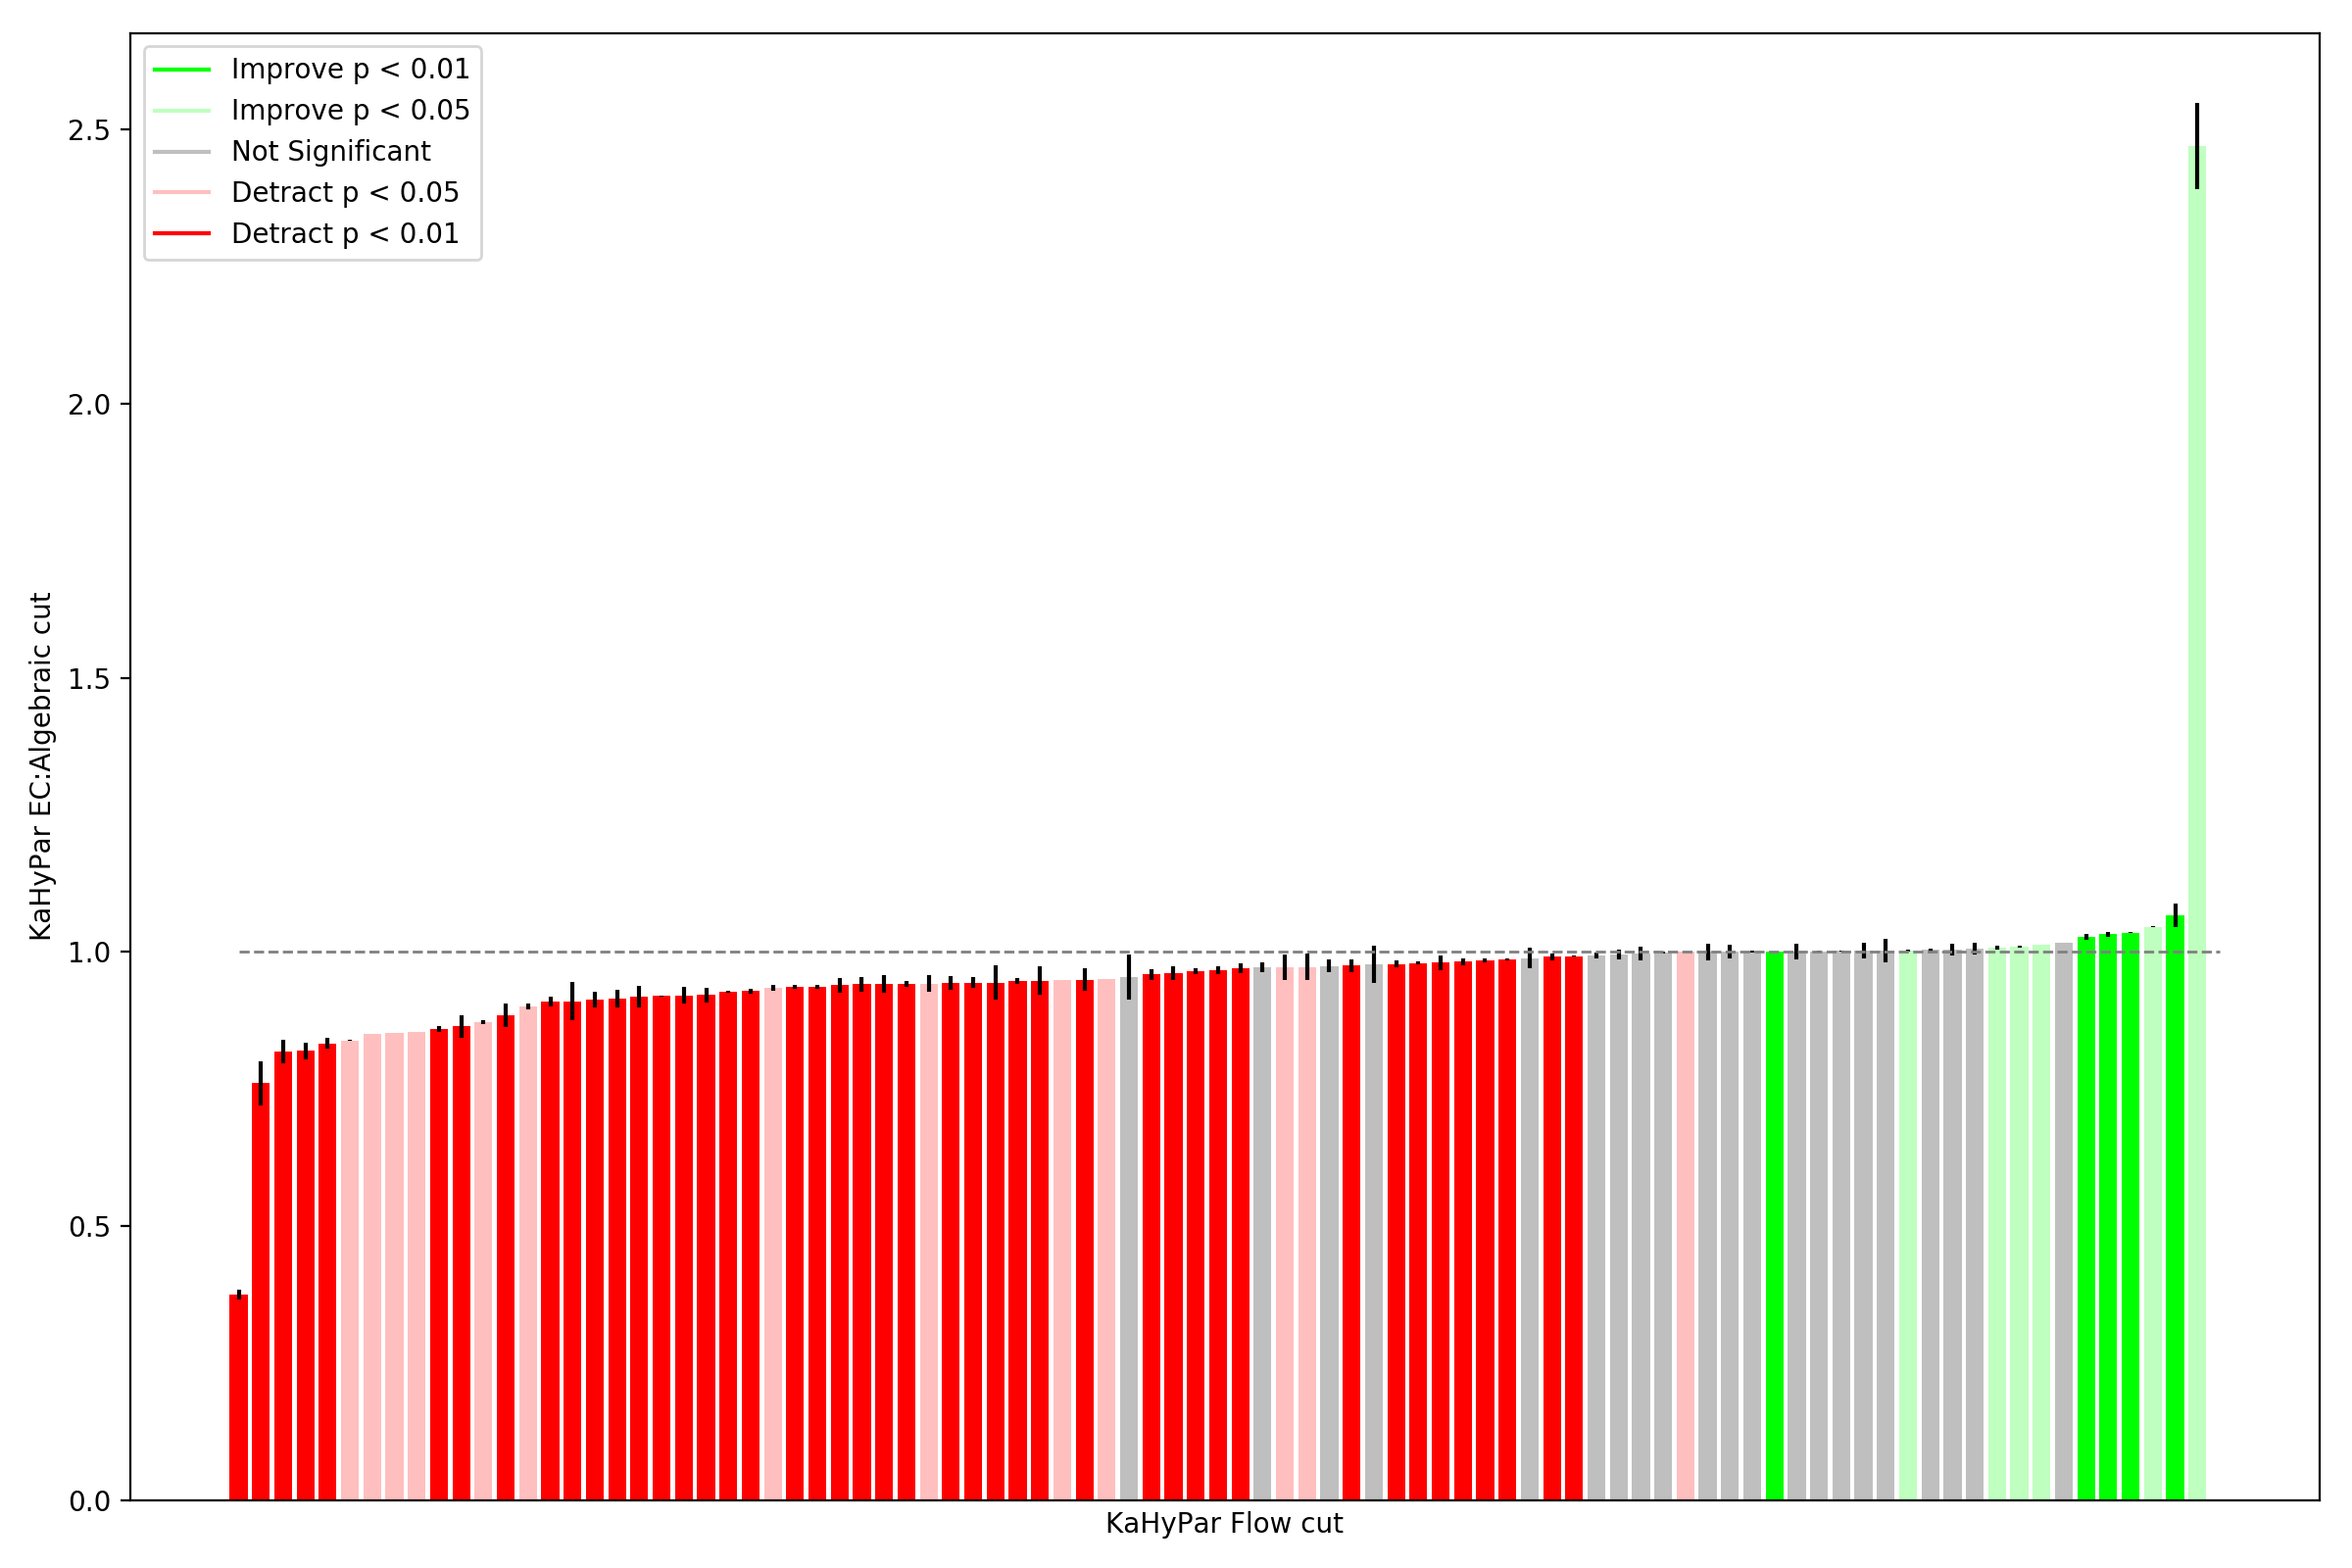 Improve p < 0.01
Improve p < 0.05
Not Significant
Detract p < 0.05
Detract p < 0.01
2.5
2.0
1.5
1.0
0.5
0.0
KaHyPar EC:Algebraic cut
KaHyPar Flow cut